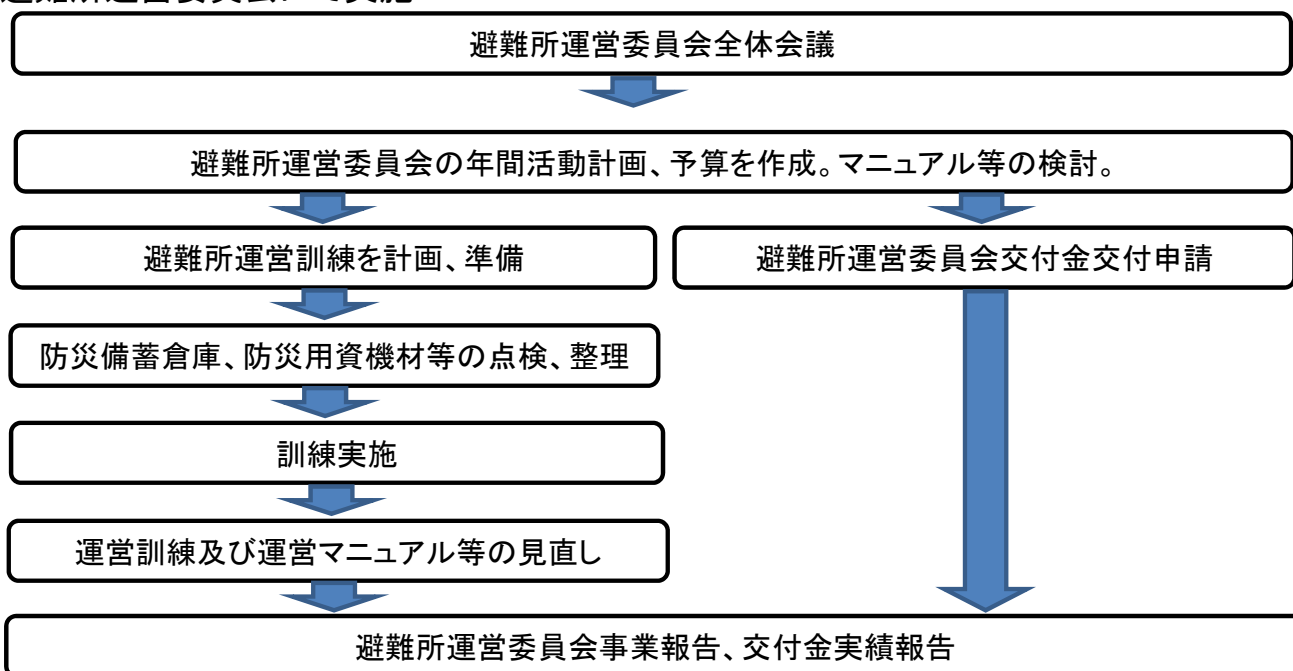 避難所運営委員会全体会議
避難所運営委員会の年間活動計画、予算を作成。マニュアル等の検討。
避難所運営訓練を計画、準備
避難所運営委員会交付金交付申請
防災備蓄倉庫、防災用資機材等の点検、整理
訓練実施
運営訓練及び運営マニュアル等の見直し
避難所運営委員会事業報告、交付金実績報告